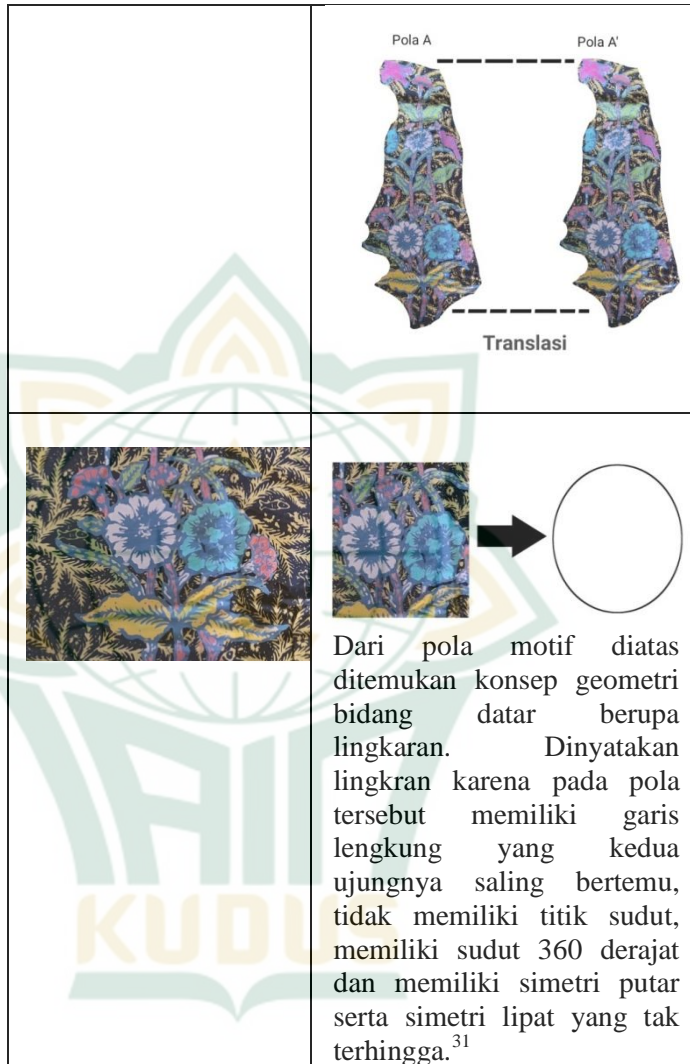 Pola A
Pola A'
Translasi
Dari pola motif diatas
ditemukan konsep geometri
bidang datar berupa
lingkaran. Dinyatakan
lingkran karena pada pola
tersebut memiliki garis
lengkung yang kedua
ujungnya saling bertemu,
tidak memiliki titik sudut,
memiliki sudut 360 derajat
dan memiliki simetri putar
serta simetri lipat yang tak
terhingga.31
IAIN
KUDUS